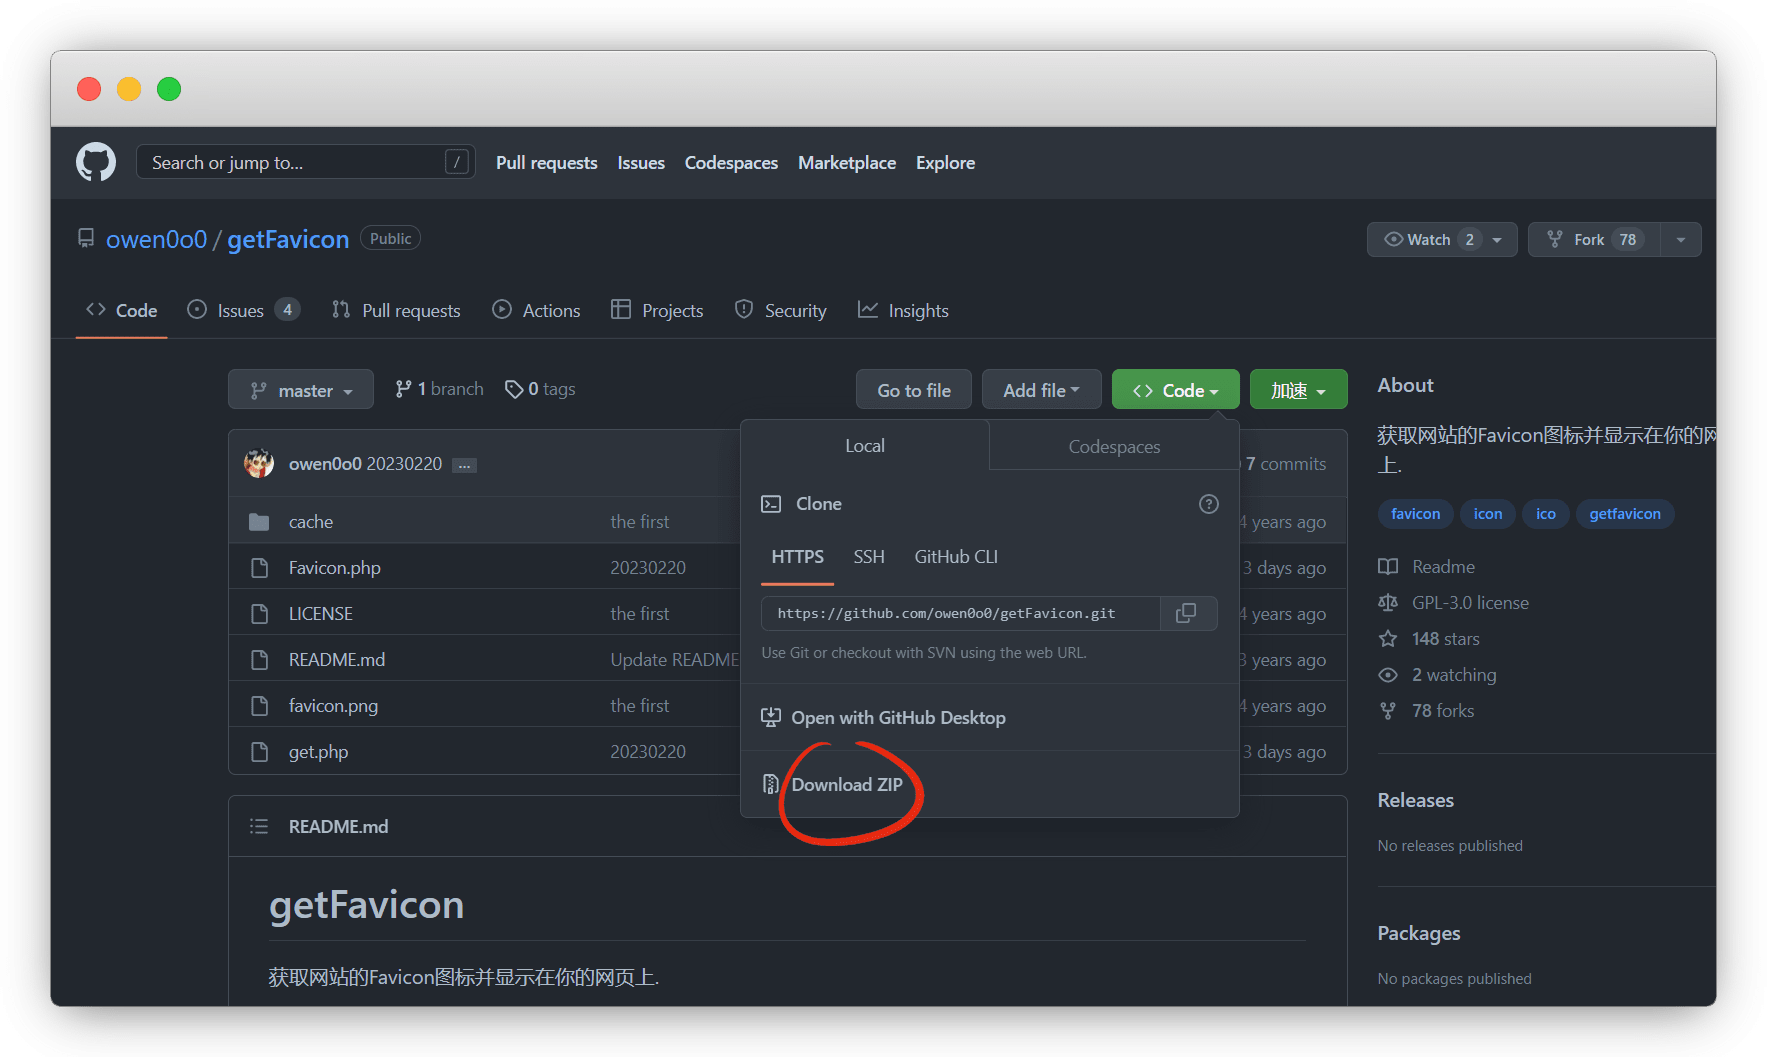 Search or jump to... /
Pull requests Issues Codespaces Marketplace Explore
owen0o0 / getFavicon Public
Watch 2
Fork 78
Code
Issues 4
Pull requests
Actions
Projects
Security
Insights
master
1 branch
0 tags
Go to file
Add file
Code
加速
owen0o0 20230220 ...
7 commits
cache the first 4 years ago
Favicon.php 20230220 3 days ago
LICENSE the first 4 years ago
README.md Update README 3 years ago
favicon.png the first 4 years ago
get.php 20230220 3 days ago
Local Codespaces
Clone
HTTPS SSH GitHub CLI
https://github.com/owen0o0/getFavicon.git
Use Git or checkout with SVN using the web URL.
Open with GitHub Desktop
Download ZIP
README.md
getFavicon
获取网站的Favicon图标并显示在你的网页上.
About
获取网站的Favicon图标并显示在你的网
上.
favicon icon ico getfavicon
Readme
GPL-3.0 license
148 stars
2 watching
78 forks
Releases
No releases published
Packages
No packages published